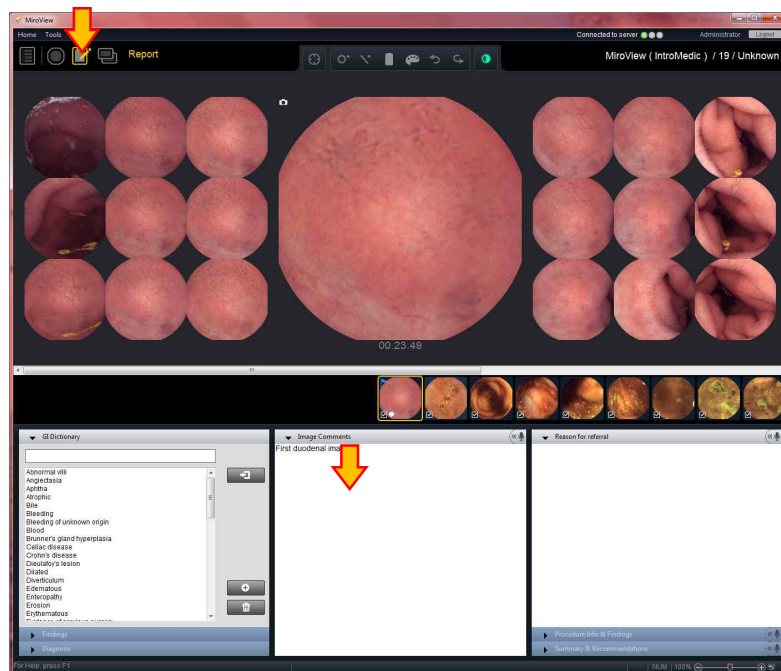 MiroView
Home Tools
Connected to server
Administrator
Logout
Report
MiroView ( IntroMedic ) / 19 / Unknown
00:23:49
GI Dictionary
Abnormal villi
Angiectasia
Aphtha
Atrophic
Bile
Bleeding
Bleeding of unknown origin
Blood
Brunner's gland hyperplasia
Celiac disease
Crohn's disease
Dieulafoy's lesion
Dilated
Diverticulum
Edematous
Enteropathy
Erosion
Erythematous
Findings
Diagnosis
Image Comments
First duodenal
Reason for referral
Procedure Info & Findings
Summary & Recommendations
For Help, press F1
NUM
100%